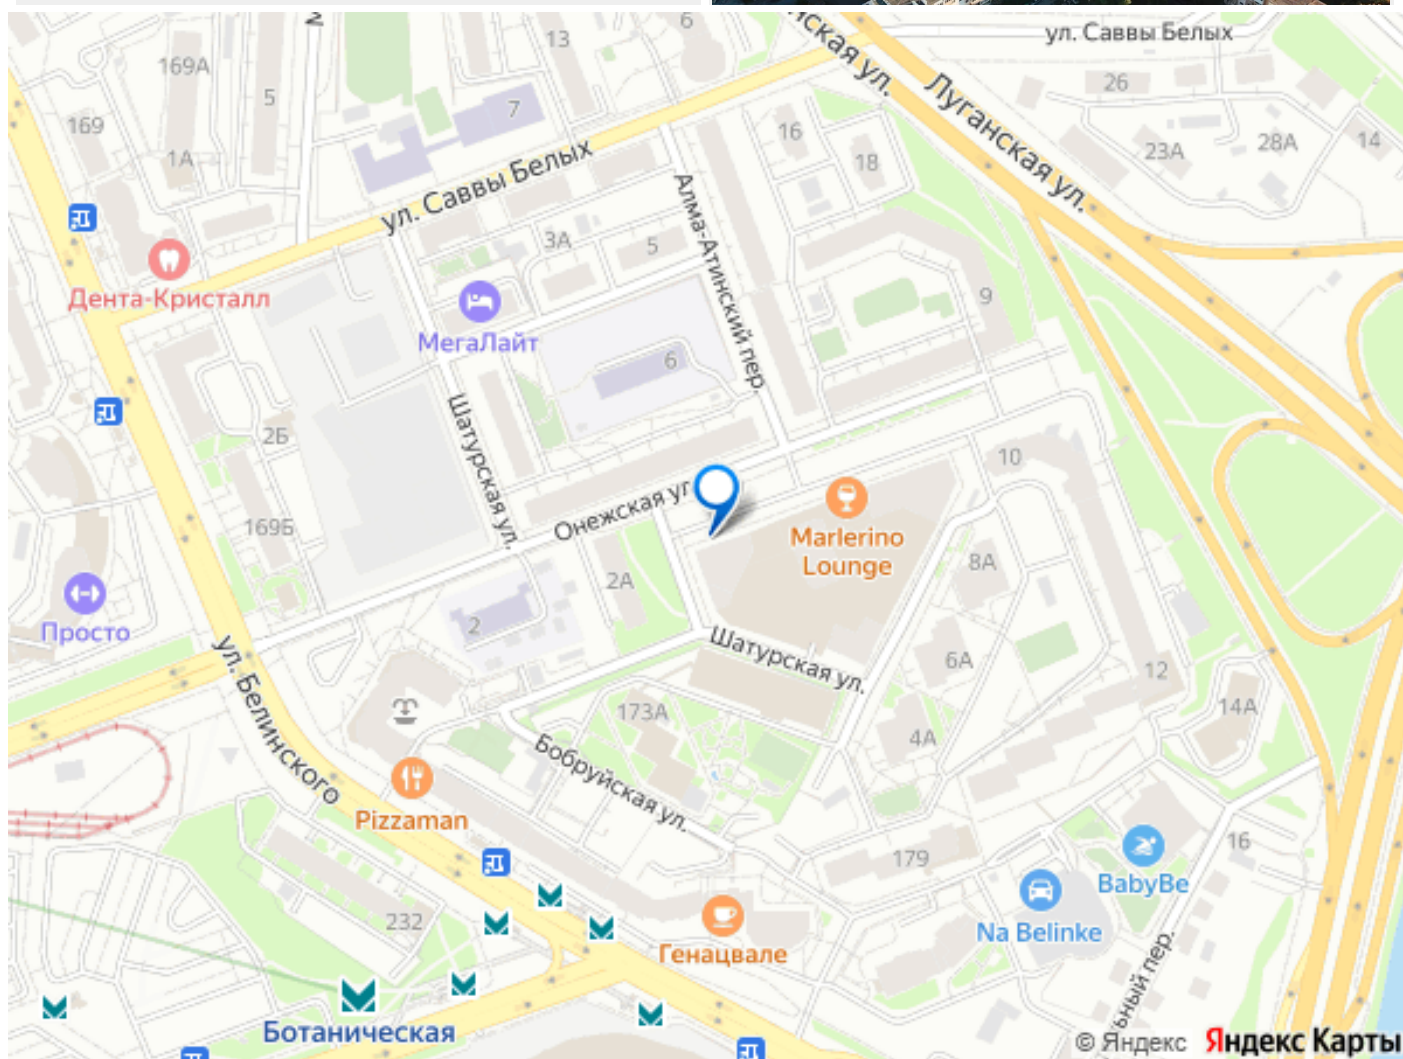 ул. Саввы Белых
нская ул.
Луганская ул.
6
13
169А
5
7
169
1А
16
18
26
23А
28А
14
ул. Саввы Белых
Алма-Атинский пер.
3А
5
Дента-Кристалл
МегаЛайт
9
6
Шатурская ул.
2Б
Онежская ул
10
Marlerino
Lounge
169Б
2А
8А
Просто
2
Шатурская ул.
6А
12
ул. Белинского
173А
14А
4А
Бобруйская ул.
Pizzaman
179
16
BabyBe
Na Belinke
232
Генацвале
ьный пер.
Ботаническая
© Яндекс Яндекс Карты